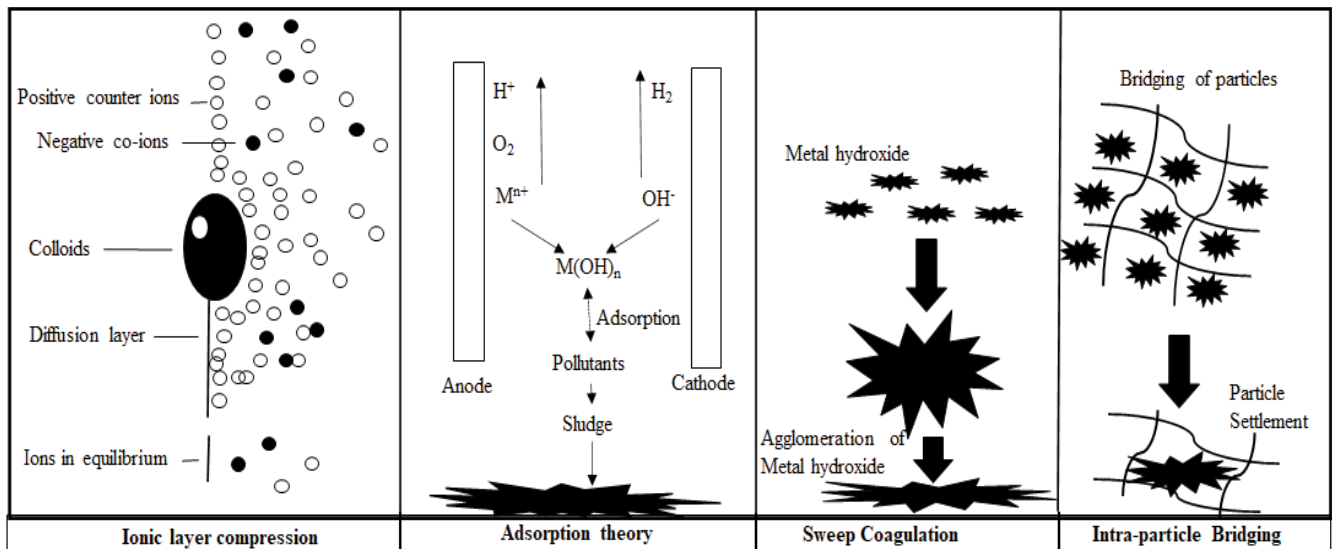 Positive counter ions
Negative co-ions
Colloids
Diffusion layer
Ions in equilibrium
Ionic layer compression
H⁺
O₂
Mⁿ⁺
H₂
OH⁻
M(OH)ₙ
Adsorption
Pollutants
Anode
Cathode
Sludge
Adsorption theory
Metal hydroxide
Agglomeration of
Metal hydroxide
Sweep Coagulation
Bridging of particles
Particle
Settlement
Intra-particle Bridging